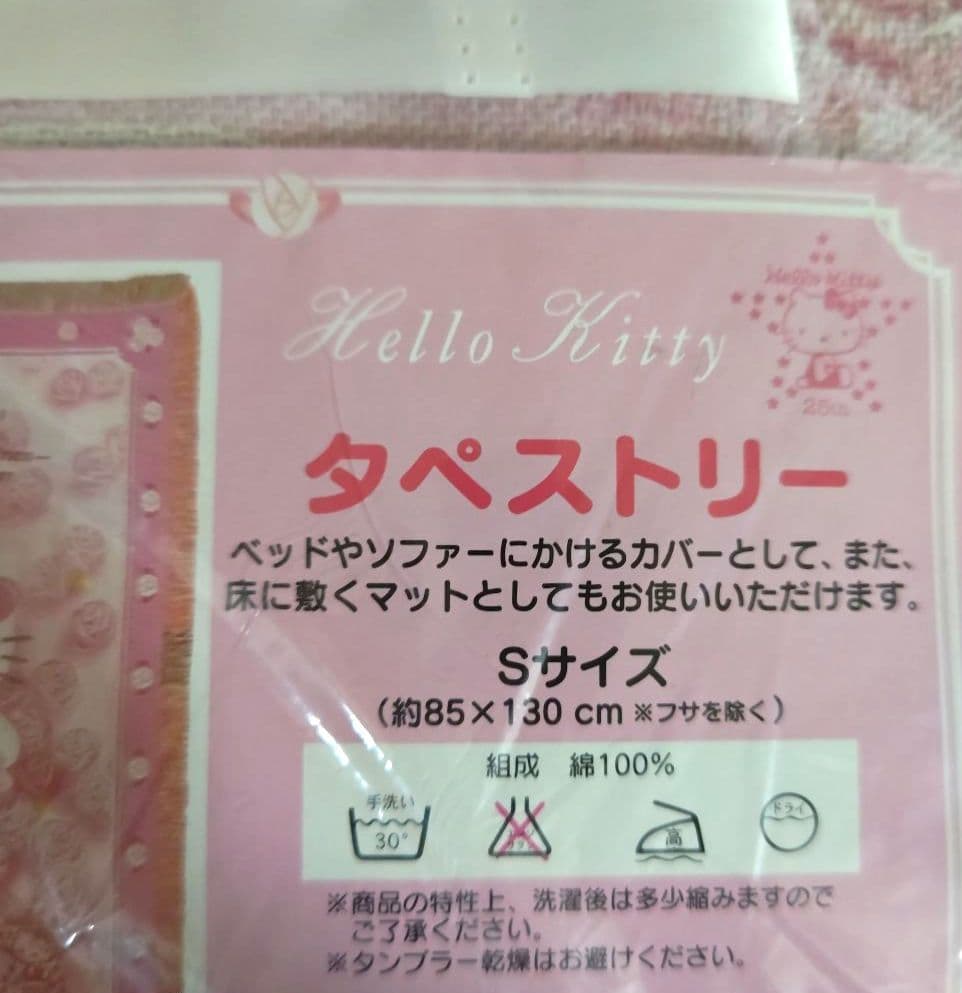 Hello Kitty
Hello Kitty
25th
タペストリー
ベッドやソファーにかけるカバーとして、また、
床に敷くマットとしてもお使いいただけます。
Sサイズ
（約85×130 cm ※フサを除く）
組成 綿100%
手洗い
30°
高
ドライ
※商品の特性上、洗濯後は多少縮みますので
ご了承ください。
※タンブラー乾燥はお避けください。